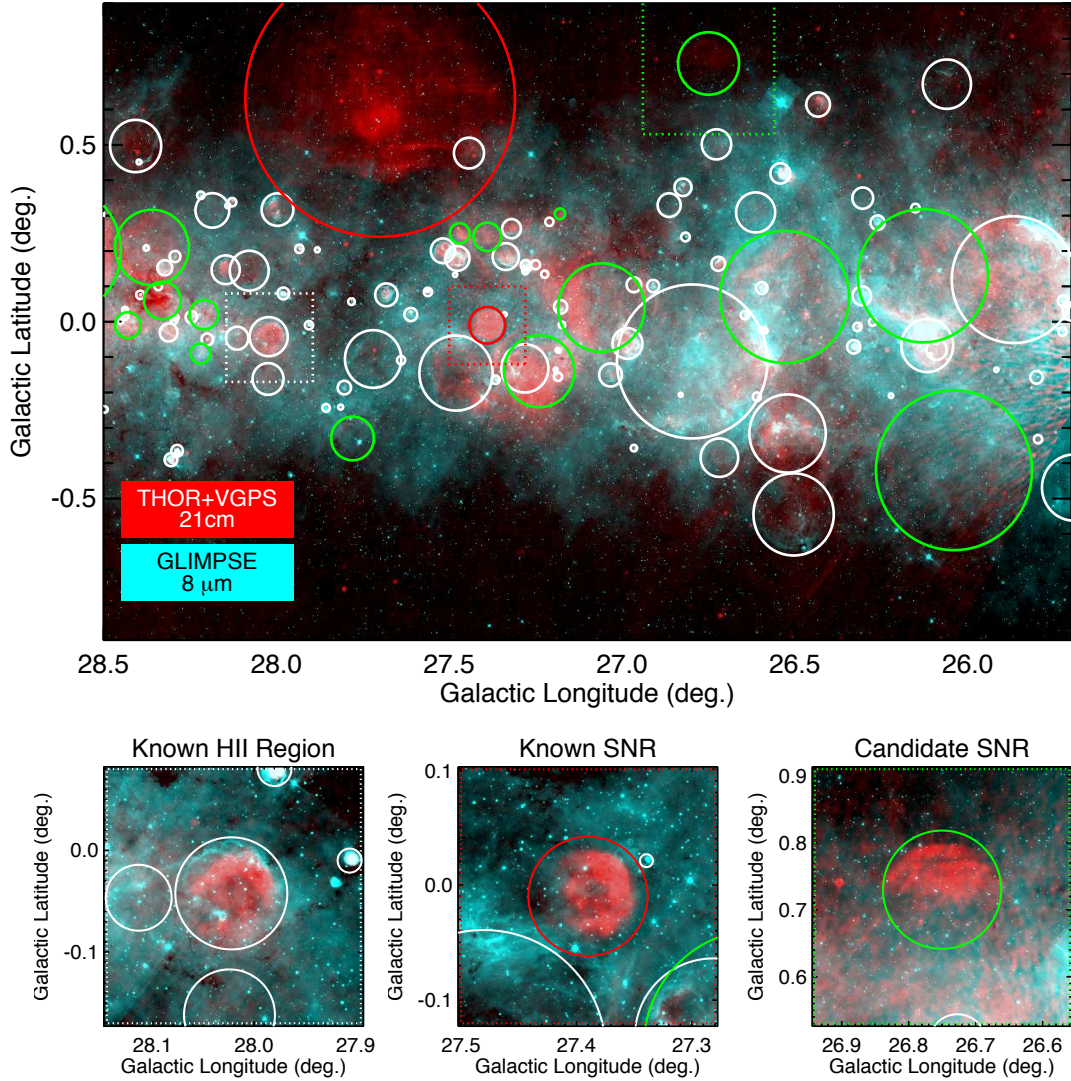 0.5
0.0
-0.5
Galactic Latitude (deg.)
THOR+VGPS
21cm
GLIMPSE
8 μm
28.5 28.0 27.5 27.0 26.5 26.0
Galactic Longitude (deg.)
Known HII Region
0.0
-0.1
Galactic Latitude (deg.)
28.1 28.0 27.9
Galactic Longitude (deg.)
Known SNR
0.1
0.0
-0.1
Galactic Latitude (deg.)
27.5 27.4 27.3
Galactic Longitude (deg.)
Candidate SNR
0.9
0.8
0.7
0.6
Galactic Latitude (deg.)
26.9 26.8 26.7 26.6
Galactic Longitude (deg.)